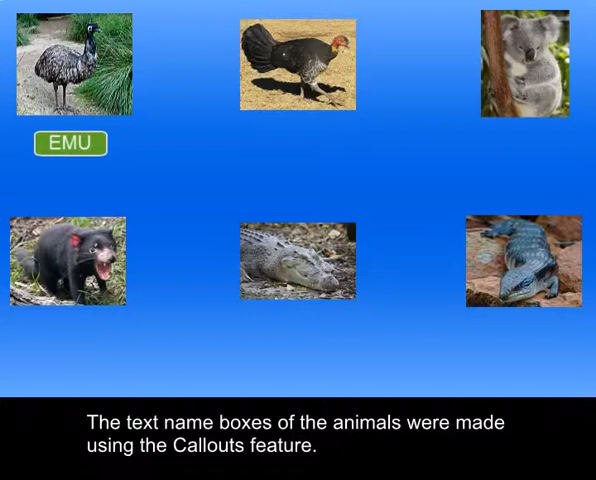 EMU
The text name boxes of the animals were made
using the Callouts feature.